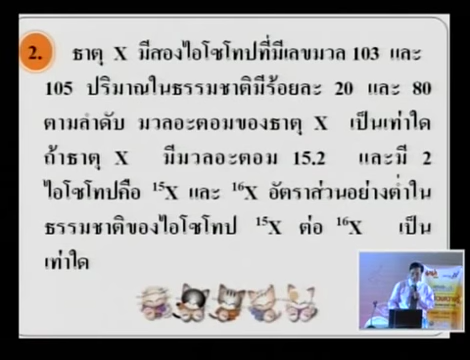 2. ธาตุ X มีสองไอโซโทปที่มีเลขมวล 103 และ
105 ปริมาณในธรรมชาติมีร้อยละ 20 และ 80
ตามลำดับ มวลอะตอมของธาตุ X เป็นเท่าใด
ถ้าธาตุ X มีมวลอะตอม 15.2 และมี 2
ไอโซโทปคือ ¹⁵X และ ¹⁶X อัตราส่วนอย่างต่ำใน
ธรรมชาติของไอโซโทป ¹⁵X ต่อ ¹⁶X เป็น
เท่าใด